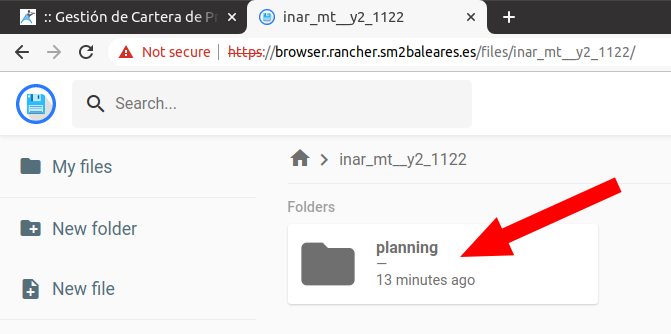 :: Gestión de Cartera de Pr
inar_mt__y2_1122
Not secure
https://browser.rancher.sm2baleares.es/files/inar_mt__y2_1122/
Search...
My files
New folder
New file
inar_mt__y2_1122
Folders
planning
—
13 minutes ago